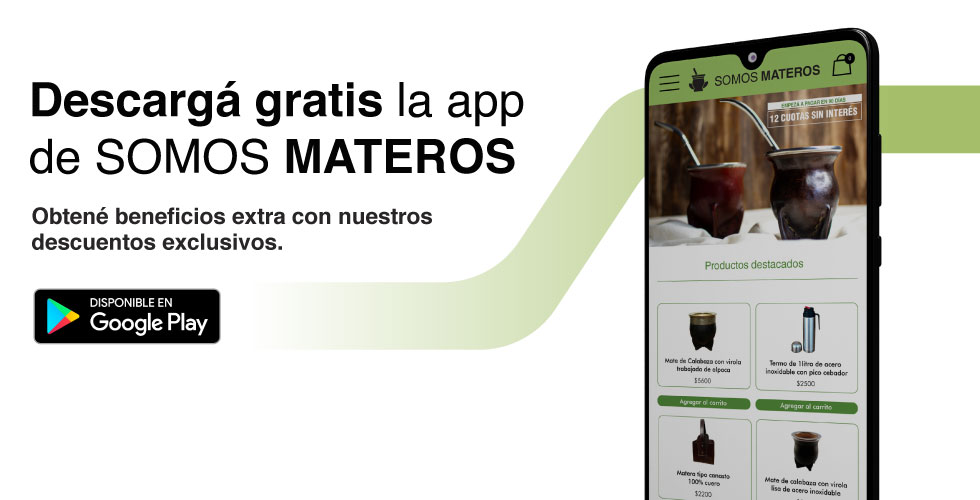 Descargá gratis la app
de SOMOS MATEROS
Obtené beneficios extra con nuestros
descuentos exclusivos.
DISPONIBLE EN
Google Play
SOMOS MATEROS
0
EMPEZÁ A PAGAR EN 90 DÍAS
12 CUOTAS SIN INTERÉS
Productos destacados
Mate de Calabaza con virola
trabajada de alpaca
$5600
Agregar al carrito
Termo de 1litro de acero
inoxidable con pico cebador
$2500
Agregar al carrito
Matera tipo canasto
100% cuero
$2200
Mate de calabaza con virola
lisa de acero inoxidable